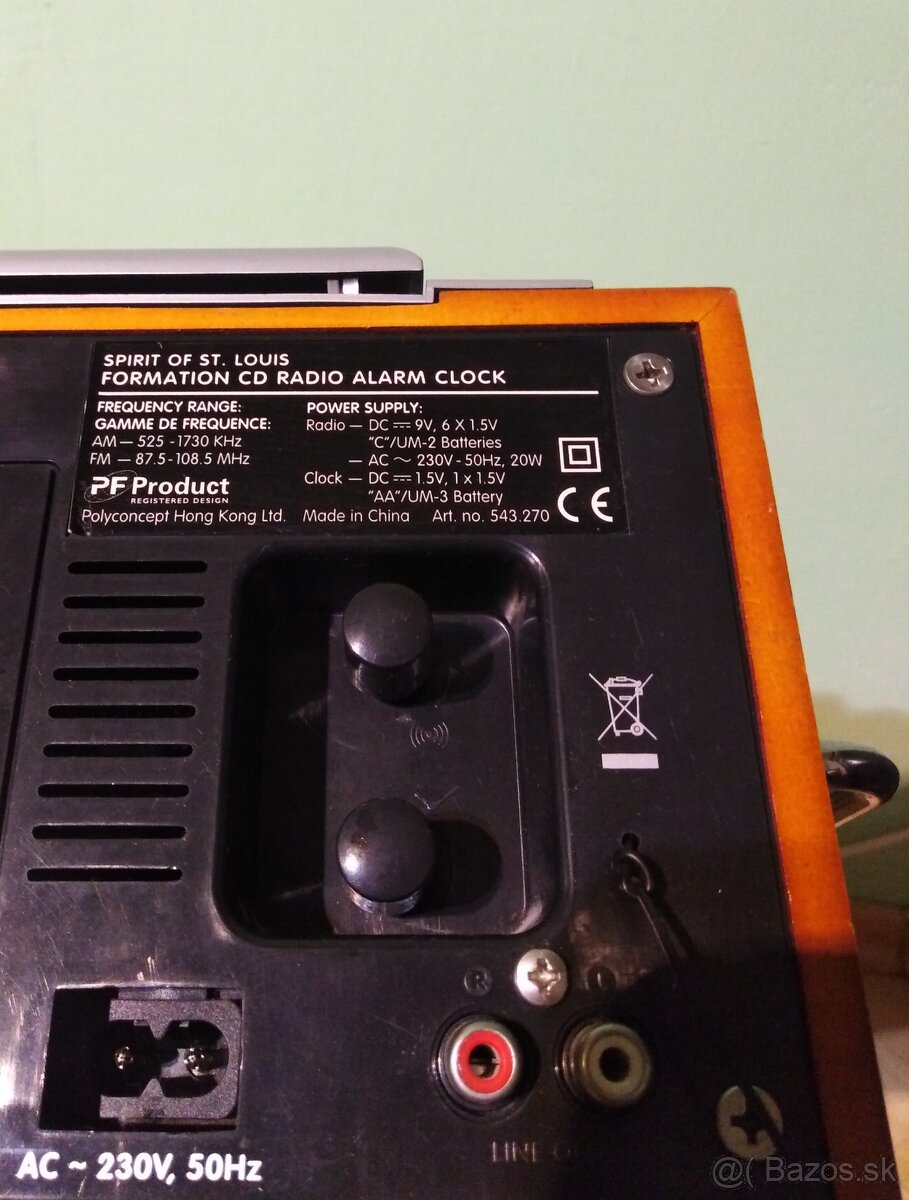 SPIRIT OF ST. LOUIS
FORMATION CD RADIO ALARM CLOCK
FREQUENCY RANGE:
GAMME DE FREQUENCE:
AM — 525 -1730 KHz
FM — 87.5-108.5 MHz
POWER SUPPLY:
Radio — DC ⎓ 9V, 6 X 1.5V
"C"/UM-2 Batteries
— AC ~ 230V - 50Hz, 20W
Clock — DC ⎓ 1.5V, 1 x 1.5V
"AA"/UM-3 Battery
PF Product
REGISTERED DESIGN
Polyconcept Hong Kong Ltd. Made in China Art. no. 543.270
CE
R
LINE
AC ~ 230V, 50Hz
@( Bazos.sk